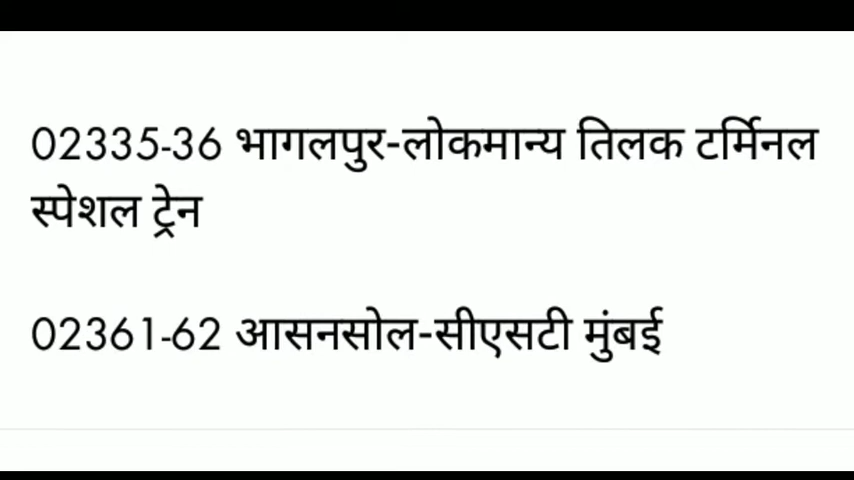 02335-36 भागलपुर-लोकमान्य तिलक टर्मिनल
स्पेशल ट्रेन
02361-62 आसनसोल-सीएसटी मुंबई